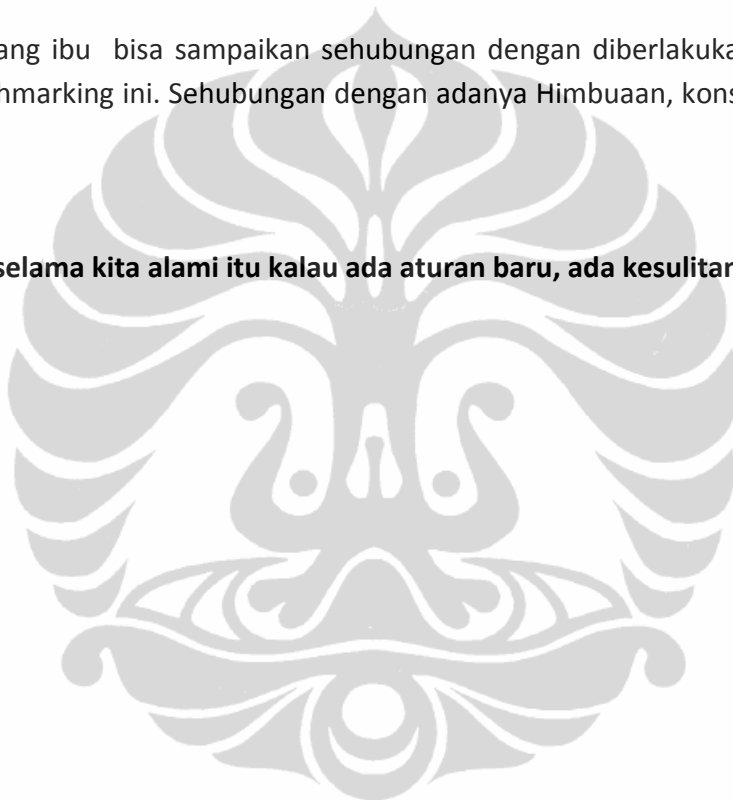 ang ibu bisa sampaikan sehubungan dengan diberlakuka
hmarking ini. Sehubungan dengan adanya Himbuaan, kons
selama kita alami itu kalau ada aturan baru, ada kesulitan